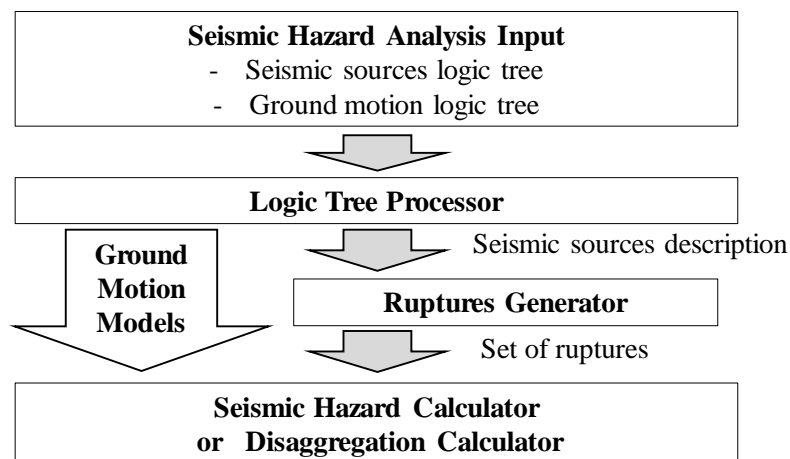 Seismic Hazard Analysis Input
- Seismic sources logic tree
- Ground motion logic tree
Logic Tree Processor
Ground
Motion
Models
Seismic sources description
Ruptures Generator
Set of ruptures
Seismic Hazard Calculator
or Disaggregation Calculator